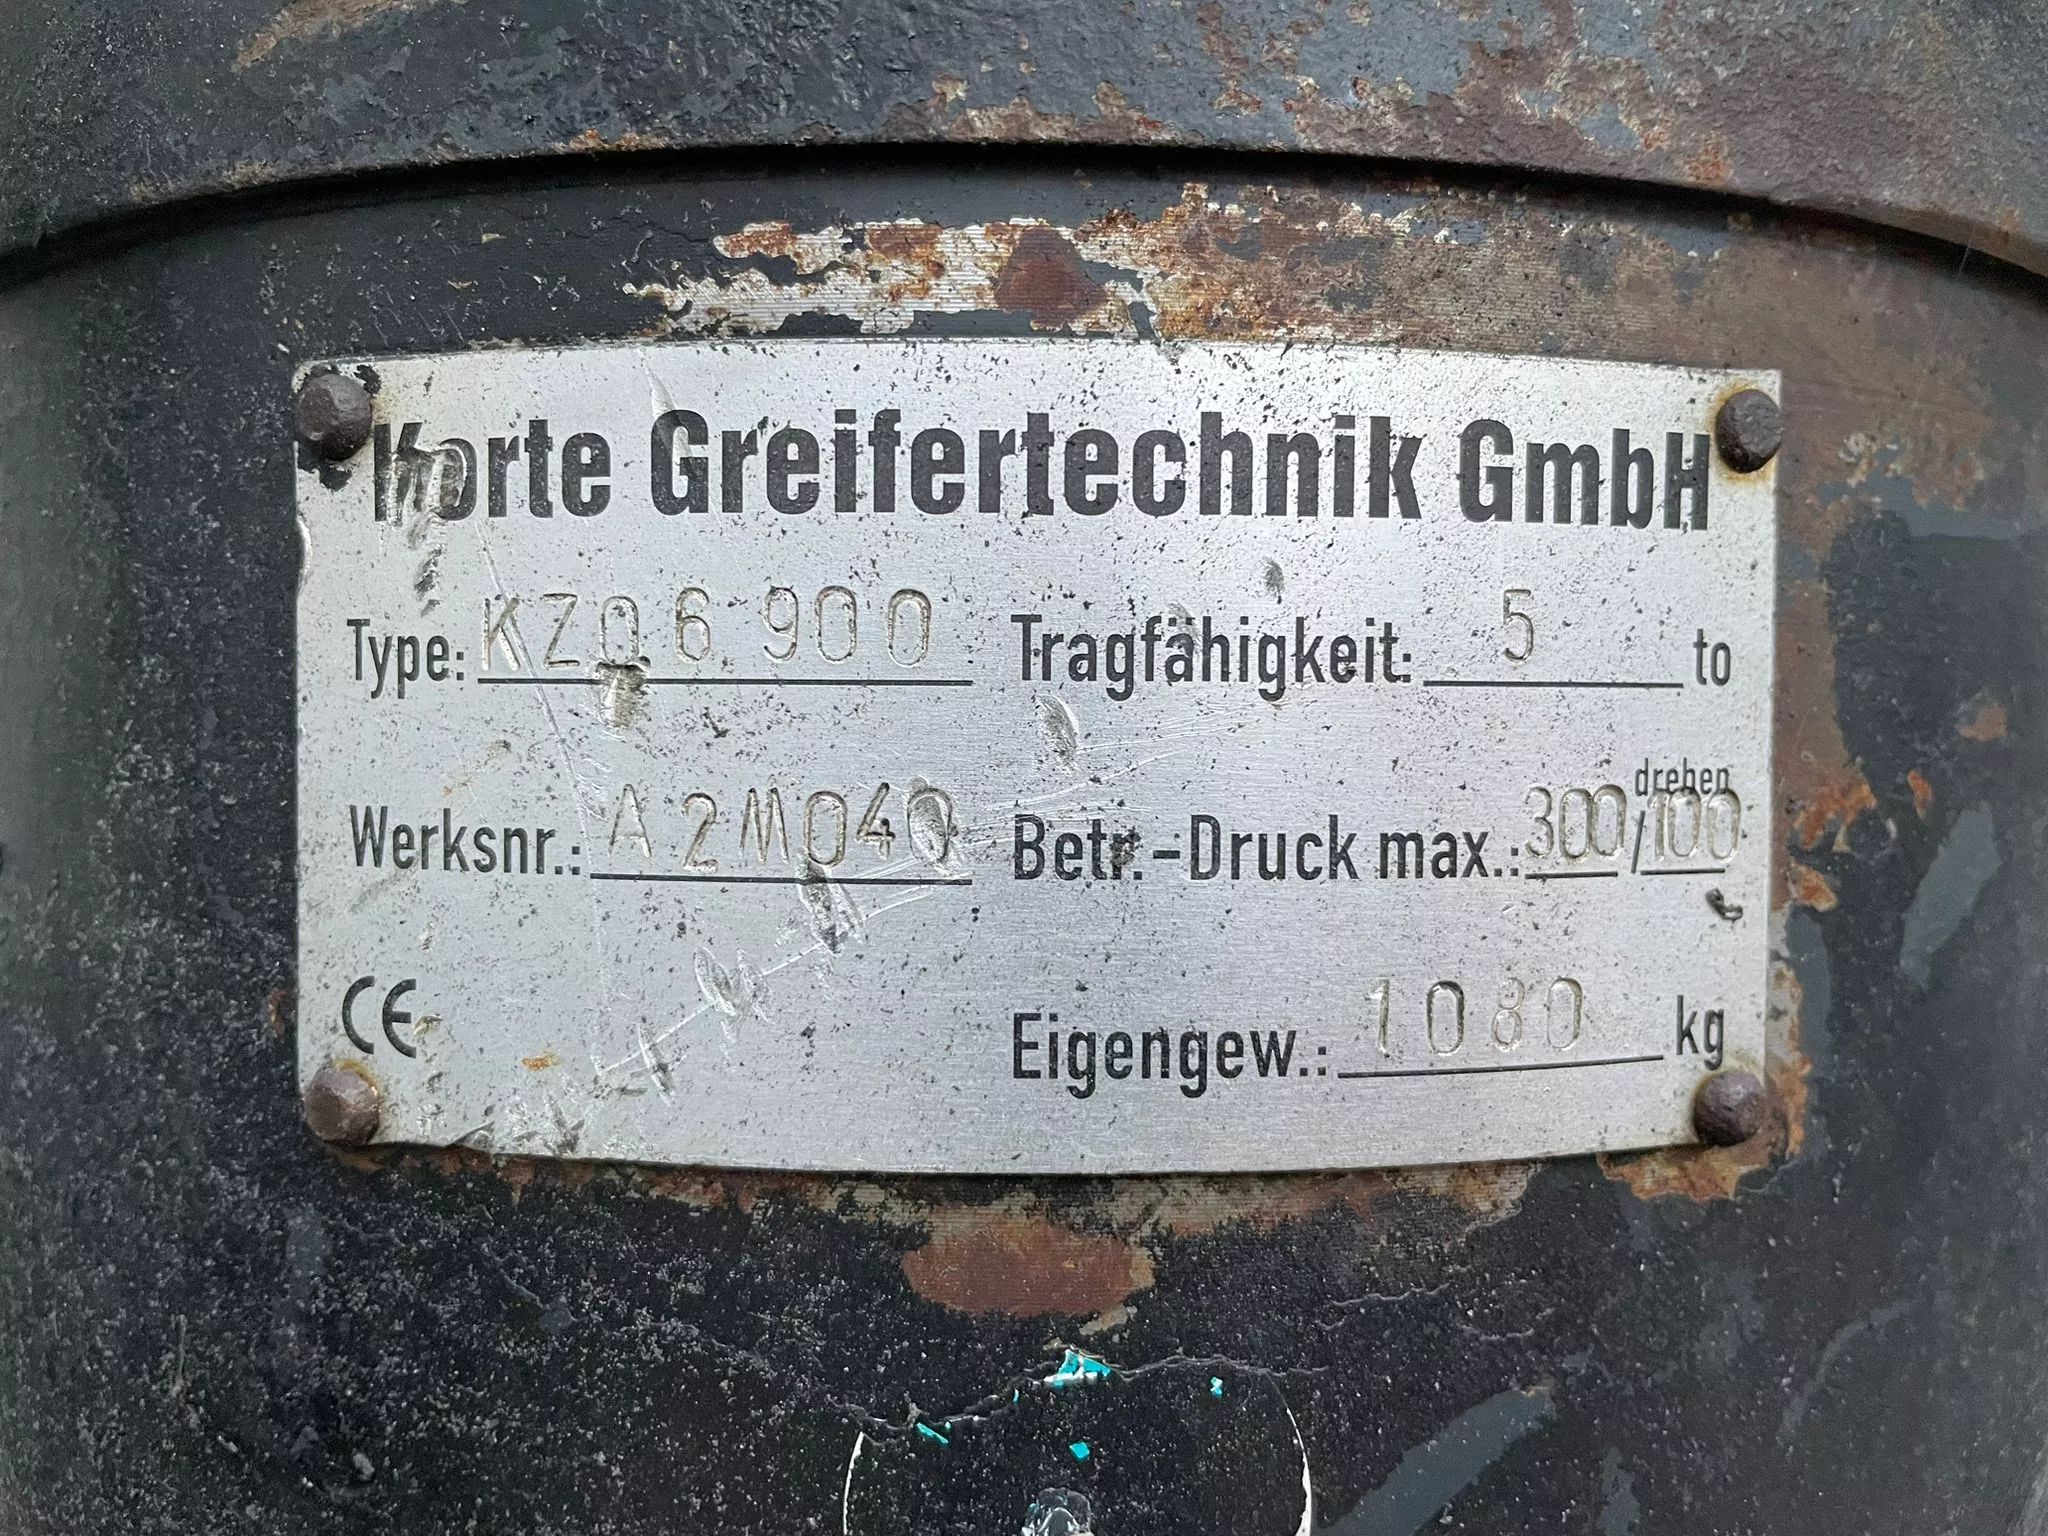 Korte Greifertechnik GmbH
Type: KZ06 900 Tragfähigkeit: 5 to
Werksnr.: A2M040 Betr.-Druck max.: 300/100 drehen
CE Eigengew.: 1080 kg